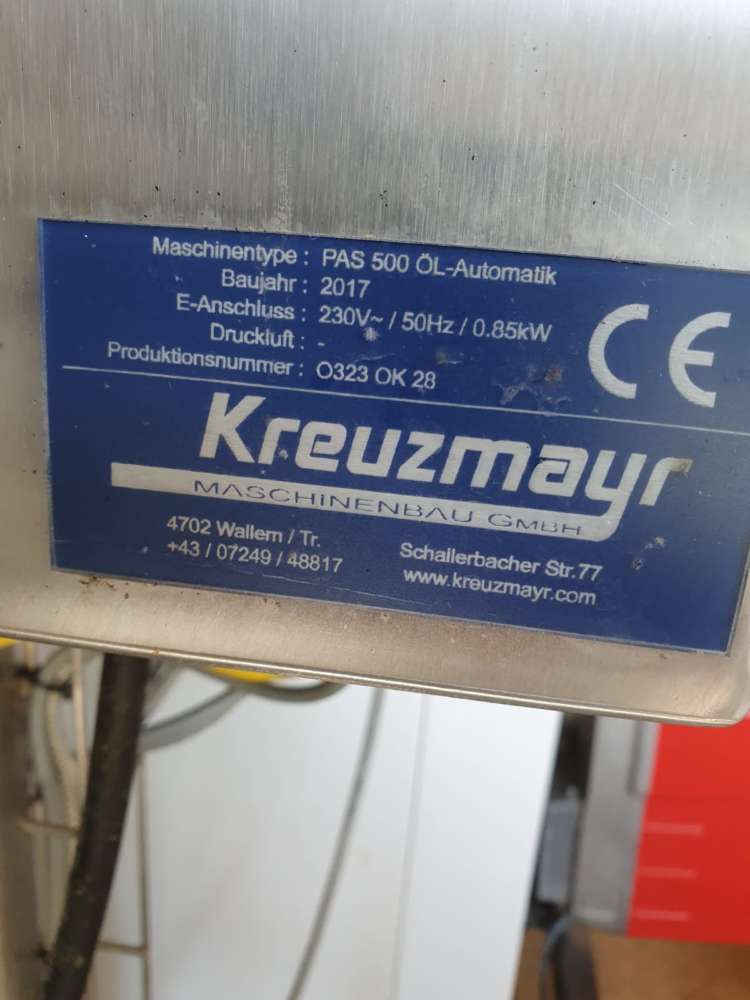 Maschinentype : PAS 500 ÖL-Automatik
Baujahr : 2017
E-Anschluss : 230V~ / 50Hz / 0.85kW
Druckluft : -
Produktionsnummer : O323 OK 28
CE
Kreuzmayr
MASCHINENBAU GMBH
4702 Wallern / Tr.
+43 / 07249 / 48817
Schallerbacher Str.77
www.kreuzmayr.com